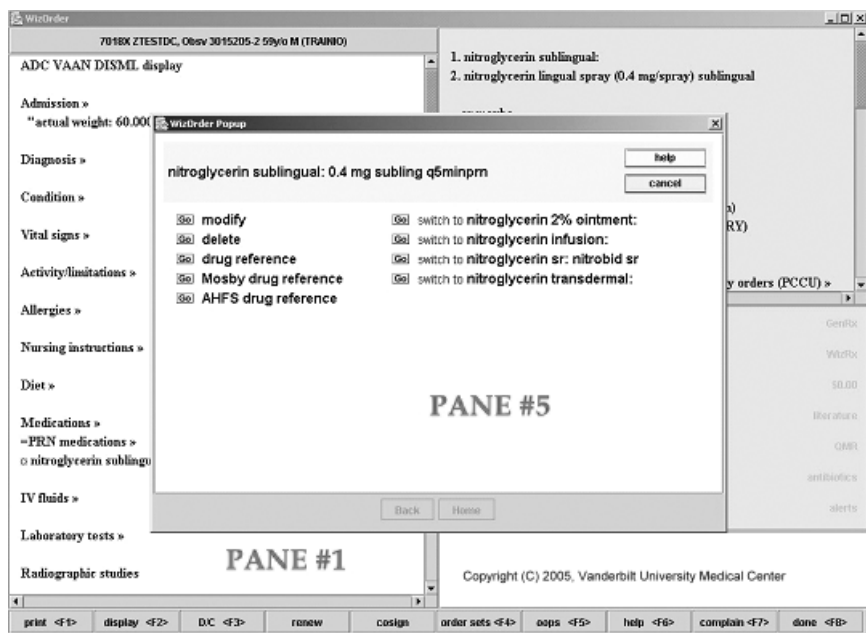 WizOrder
7018X ZTESTDC, Obsv 3015205-2 59y/o M (TRAINIO)
ADC VAAN DISML display
Admission »
"actual weight: 60.000
Diagnosis »
Condition »
Vital signs »
Activity/limitations »
Allergies »
Nursing instructions »
Diet »
Medications »
=PRN medications »
o nitroglycerin sublingu
IV fluids »
Laboratory tests »
Radiographic studies
PANE #1
1. nitroglycerin sublingual:
2. nitroglycerin lingual spray (0.4 mg/spray) sublingual
RY)
y orders (PCCU) »
WizOrder Popup
nitroglycerin sublingual: 0.4 mg subling q5minprn
help
cancel
Go modify
Go delete
Go drug reference
Go Mosby drug reference
Go AHFS drug reference
Go switch to nitroglycerin 2% ointment:
Go switch to nitroglycerin infusion:
Go switch to nitroglycerin sr: nitrobid sr
Go switch to nitroglycerin transdermal:
PANE #5
Back Home
GenRx
WizRx
$0.00
literature
QMR
antibiotics
alerts
Copyright (C) 2005, Vanderbilt University Medical Center
print <F1> display <F2> D/C <F3> renew cosign order sets <F4> oops <F5> help <F6> complain <F7> done <F8>